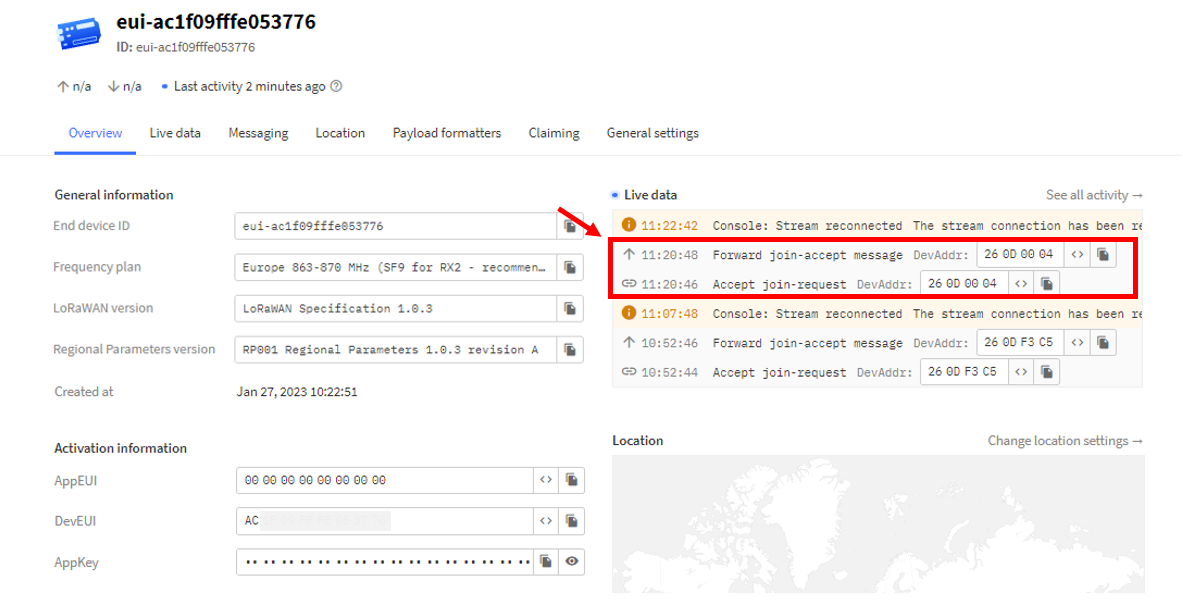 eui-ac1f09fffe053776
ID: eui-ac1f09fffe053776
n/a n/a Last activity 2 minutes ago
Overview Live data Messaging Location Payload formatters Claiming General settings
General information
End device ID eui-ac1f09fffe053776
Frequency plan Europe 863-870 MHz (SF9 for RX2 - recommen…
LoRaWAN version LoRaWAN Specification 1.0.3
Regional Parameters version RP001 Regional Parameters 1.0.3 revision A
Created at Jan 27, 2023 10:22:51
Activation information
AppEUI 00 00 00 00 00 00 00 00
DevEUI AC
AppKey •• •• •• •• •• •• •• •• •• •• •• •• •• •• •• ••
Live data See all activity →
11:22:42 Console: Stream reconnected The stream connection has been re
11:20:48 Forward join-accept message DevAddr: 26 0D 00 04
11:20:46 Accept join-request DevAddr: 26 0D 00 04
11:07:48 Console: Stream reconnected The stream connection has been re
10:52:46 Forward join-accept message DevAddr: 26 0D F3 C5
10:52:44 Accept join-request DevAddr: 26 0D F3 C5
Location Change location settings →